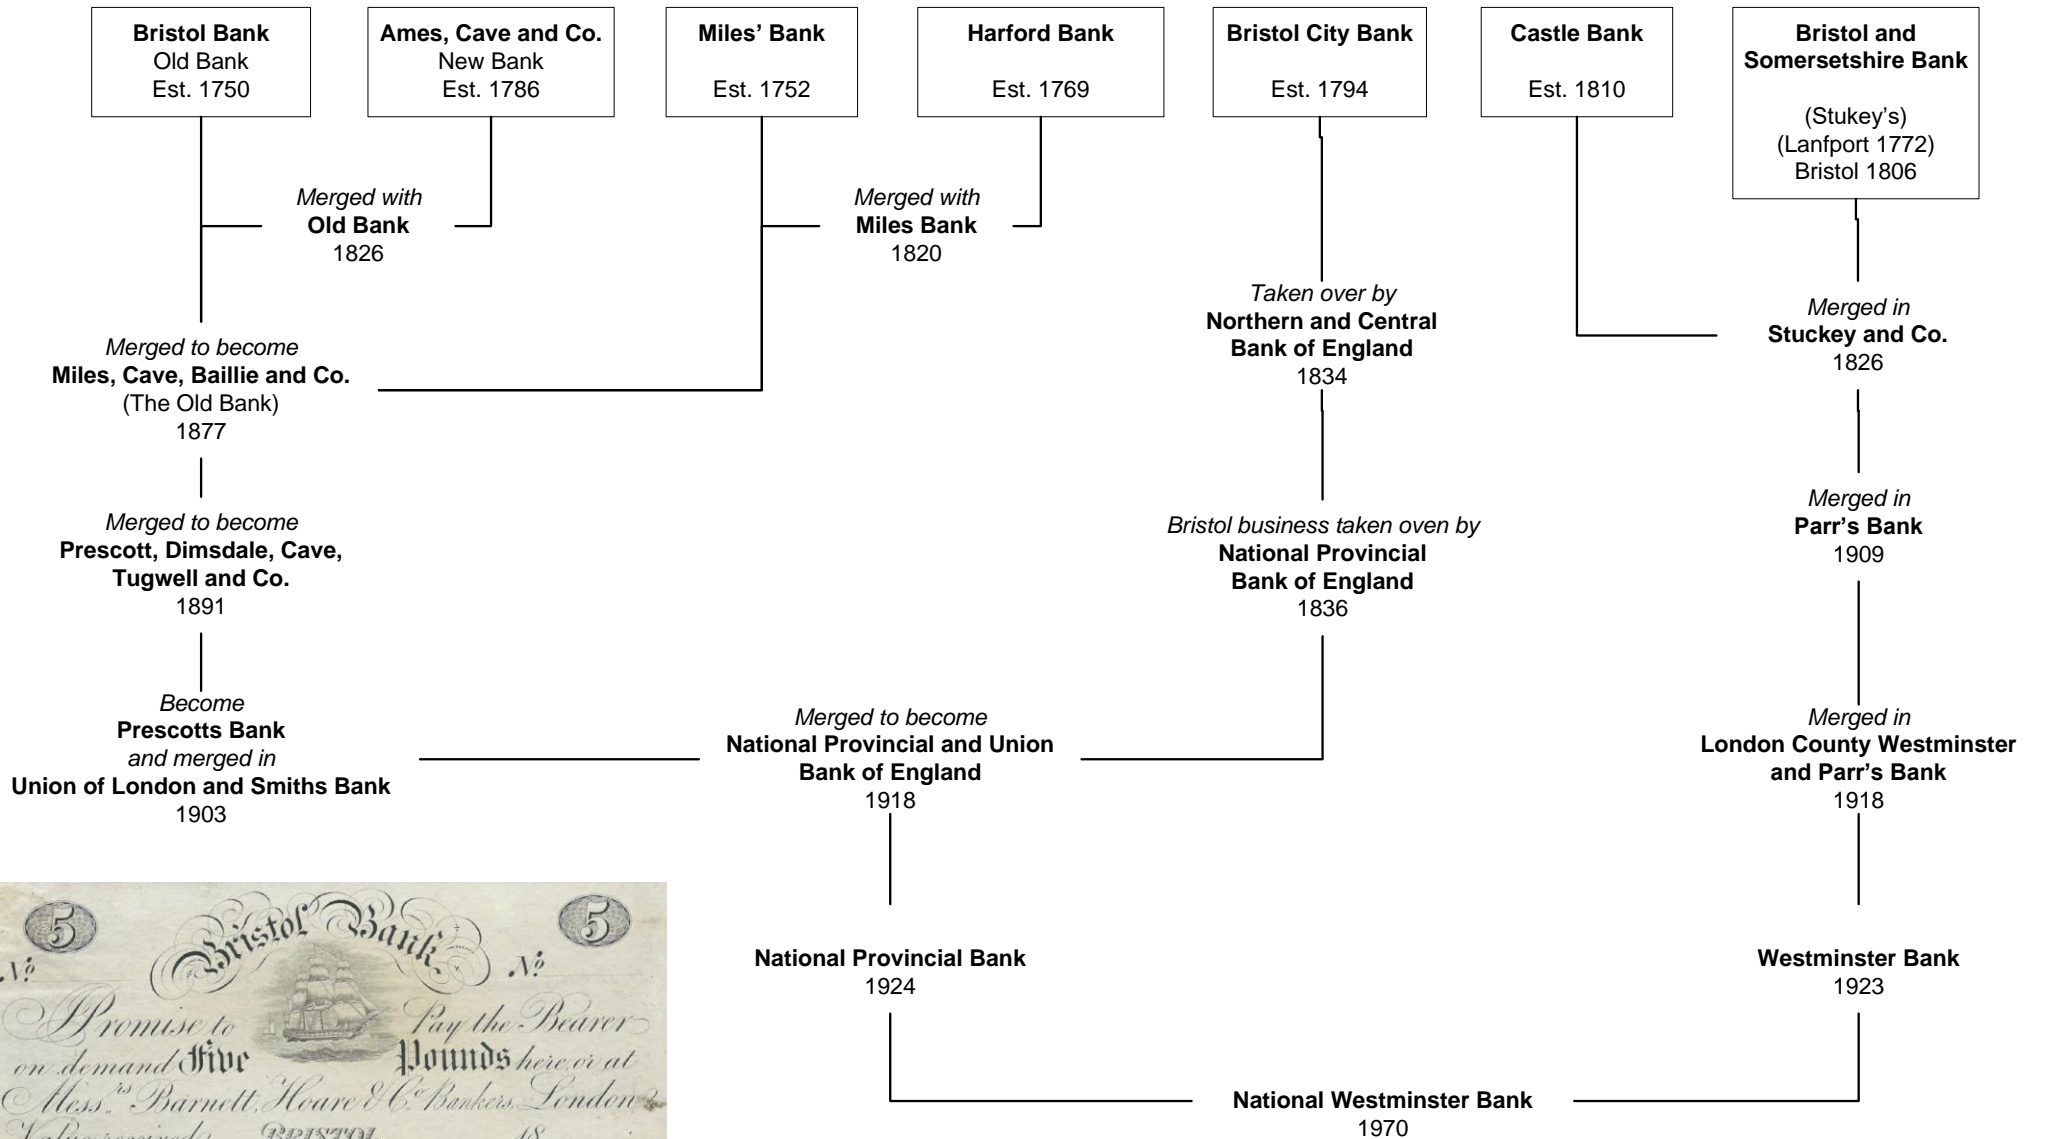 Bristol Bank
Old Bank
Est. 1750
Ames, Cave and Co.
New Bank
Est. 1786
Miles’ Bank
Est. 1752
Harford Bank
Est. 1769
Bristol City Bank
Est. 1794
Castle Bank
Est. 1810
Bristol and
Somersetshire Bank
(Stukey’s)
(Lanfport 1772)
Bristol 1806
Merged with
Old Bank
1826
Merged with
Miles Bank
1820
Taken over by
Northern and Central
Bank of England
1834
Merged in
Stuckey and Co.
1826
Merged to become
Miles, Cave, Baillie and Co.
(The Old Bank)
1877
Merged to become
Prescott, Dimsdale, Cave,
Tugwell and Co.
1891
Bristol business taken oven by
National Provincial
Bank of England
1836
Merged in
Parr’s Bank
1909
Become
Prescotts Bank
and merged in
Union of London and Smiths Bank
1903
Merged to become
National Provincial and Union
Bank of England
1918
Merged in
London County Westminster
and Parr’s Bank
1918
National Provincial Bank
1924
Westminster Bank
1923
National Westminster Bank
1970
5 Bristol Bank 5
No No
I Promise to Pay the Bearer
on demand Five Pounds here or at
Messrs Barnett, Hoare & Co Bankers, London
Value received BRISTOL 18